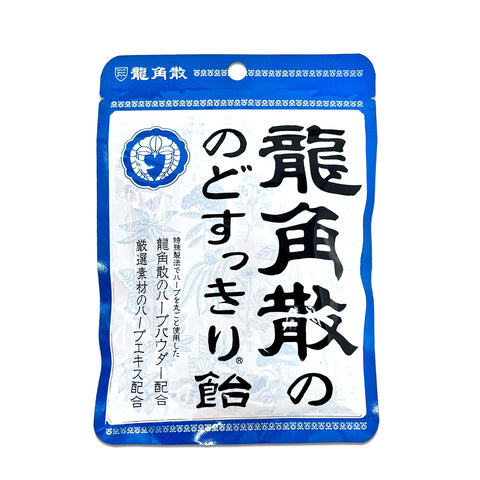 龍角散
龍角散の
のどすっきり®飴
特殊製法でハーブを丸ごと使用した
龍角散のハーブパウダー配合
厳選素材のハーブエキス配合